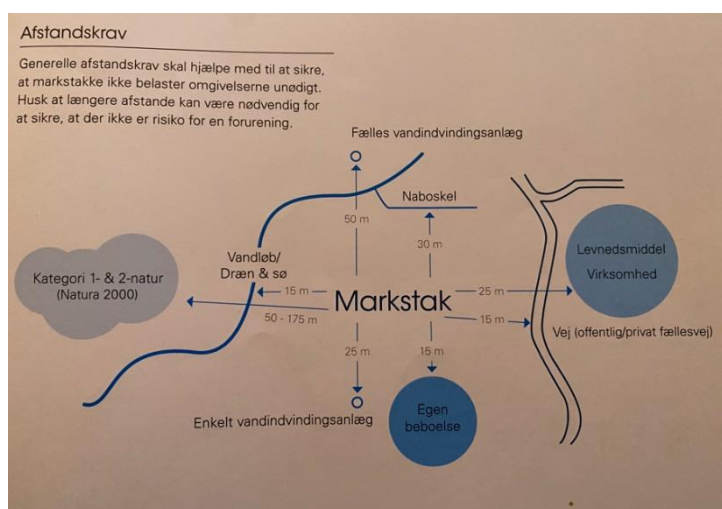 Afstandskrav
Generelle afstandskrav skal hjælpe med til at sikre,
at markstakke ikke belaster omgivelserne unødigt.
Husk at længere afstande kan være nødvendig for
at sikre, at der ikke er risiko for en forurening.
Fælles vandindvindingsanlæg
Naboskel
50 m
30 m
Levnedsmiddel
Virksomhed
Vandløb/
Dræn & sø
Kategori 1- & 2-natur
(Natura 2000)
15 m
Markstak
25 m
50 - 175 m
15 m
Vej (offentlig/privat fællesvej)
25 m
15 m
Enkelt vandindvindingsanlæg
Egen
beboelse